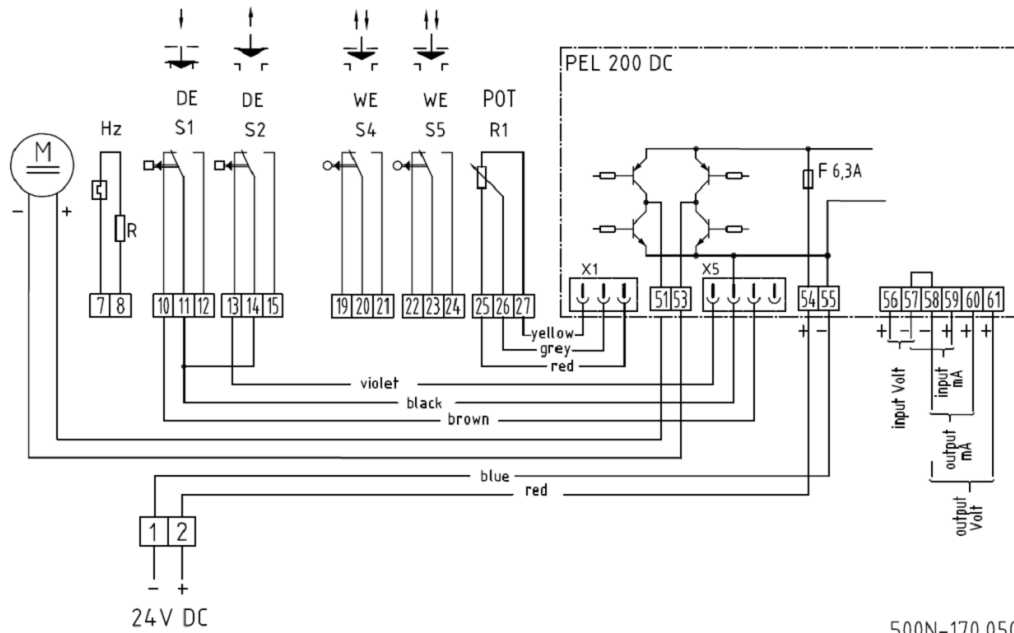 PEL 200 DC
DE DE WE WE POT
Hz S1 S2 S4 S5 R1
M
F 6,3A
− +
R
X1 X5
7 8 10 11 12 13 14 15 19 20 21 22 23 24 25 26 27 51 53 54 55 56 57 58 59 60 61
+ − + − − + + +
yellow
grey
red
violet
black
brown
input Volt
input mA
output mA
output Volt
blue
red
1 2
− +
24V DC